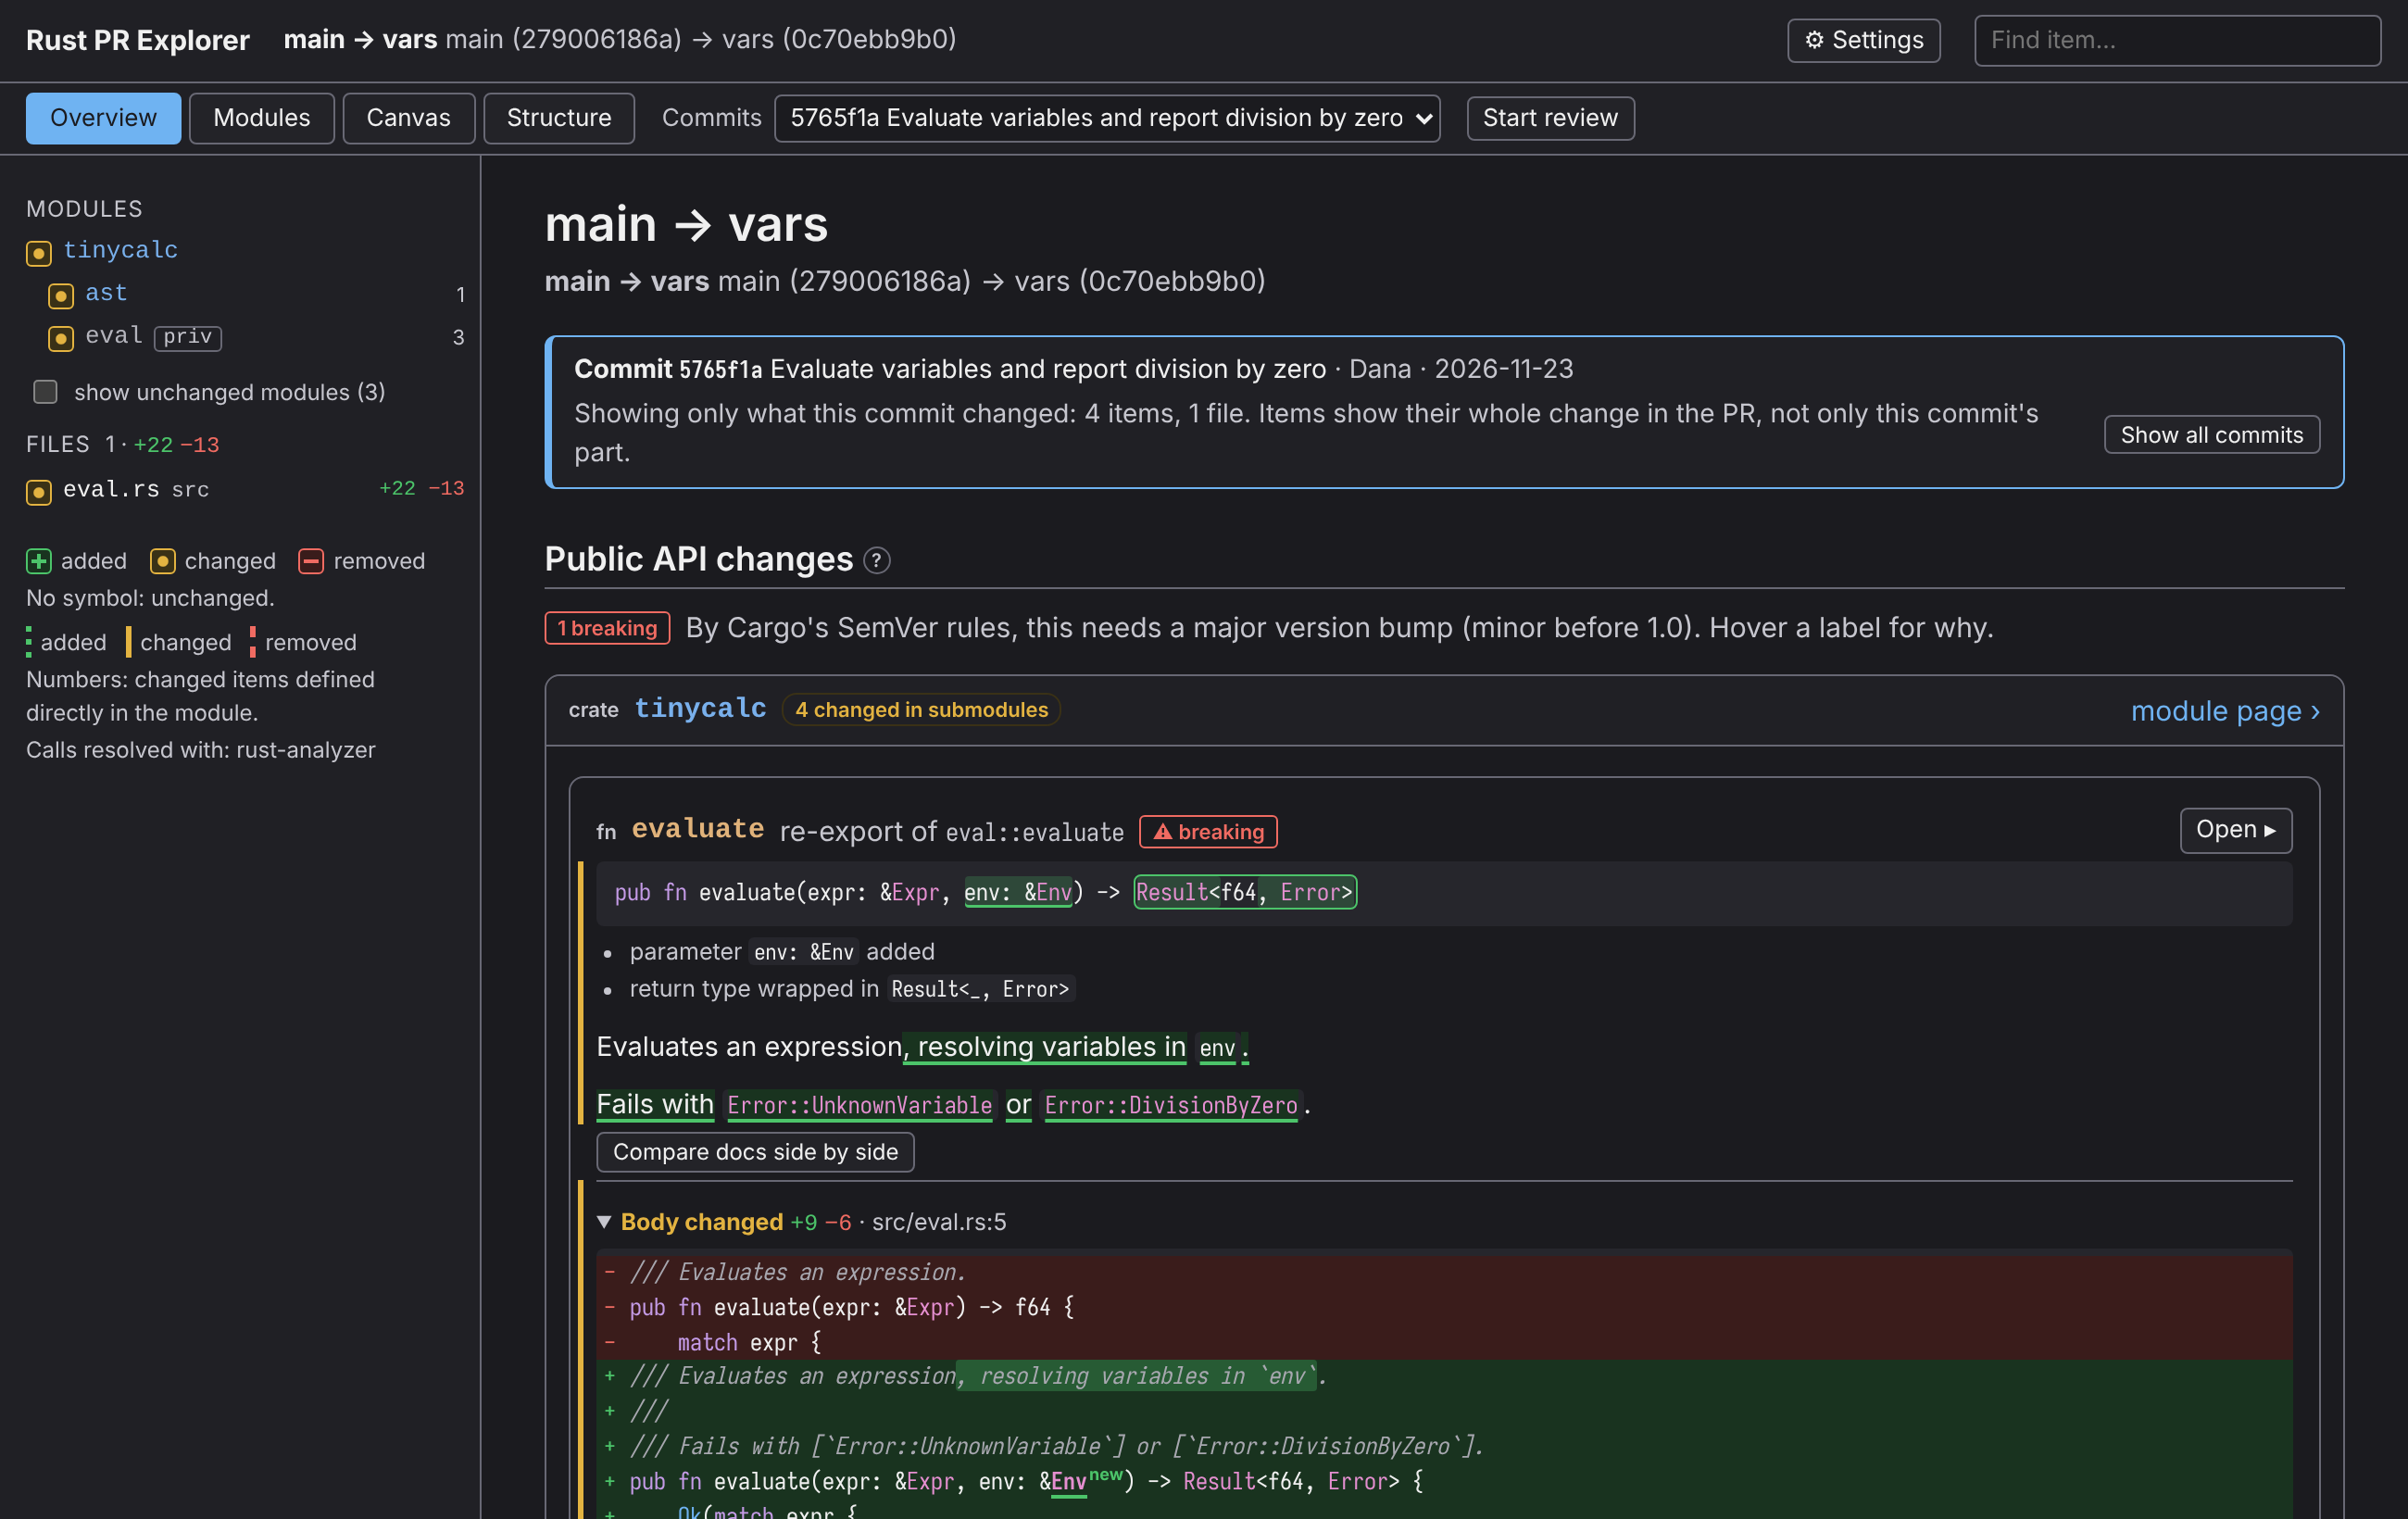 Rust PR Explorer main → vars main (279006186a) → vars (0c70ebb9b0) ⚙ Settings Find item...
Overview Modules Canvas Structure Commits 5765f1a Evaluate variables and report division by zero Start review
MODULES
tinycalc
ast 1
eval priv 3
show unchanged modules (3)
FILES 1 · +22 −13
eval.rs src +22 −13
added changed removed
No symbol: unchanged.
added changed removed
Numbers: changed items defined
directly in the module.
Calls resolved with: rust-analyzer
main → vars
main → vars main (279006186a) → vars (0c70ebb9b0)
Commit 5765f1a Evaluate variables and report division by zero · Dana · 2026-11-23
Showing only what this commit changed: 4 items, 1 file. Items show their whole change in the PR, not only this commit's
part.
Show all commits
Public API changes ?
1 breaking By Cargo's SemVer rules, this needs a major version bump (minor before 1.0). Hover a label for why.
crate tinycalc 4 changed in submodules module page ›
fn evaluate re-export of eval::evaluate ⚠ breaking Open ▸
pub fn evaluate(expr: &Expr, env: &Env) -> Result<f64, Error>
• parameter env: &Env added
• return type wrapped in Result<_, Error>
Evaluates an expression, resolving variables in env.
Fails with Error::UnknownVariable or Error::DivisionByZero.
Compare docs side by side
▼ Body changed +9 −6 · src/eval.rs:5
− /// Evaluates an expression.
− pub fn evaluate(expr: &Expr) -> f64 {
− match expr {
+ /// Evaluates an expression, resolving variables in `env`.
+ ///
+ /// Fails with [`Error::UnknownVariable`] or [`Error::DivisionByZero`].
+ pub fn evaluate(expr: &Expr, env: &Env new) -> Result<f64, Error> {
+ Ok(match expr {